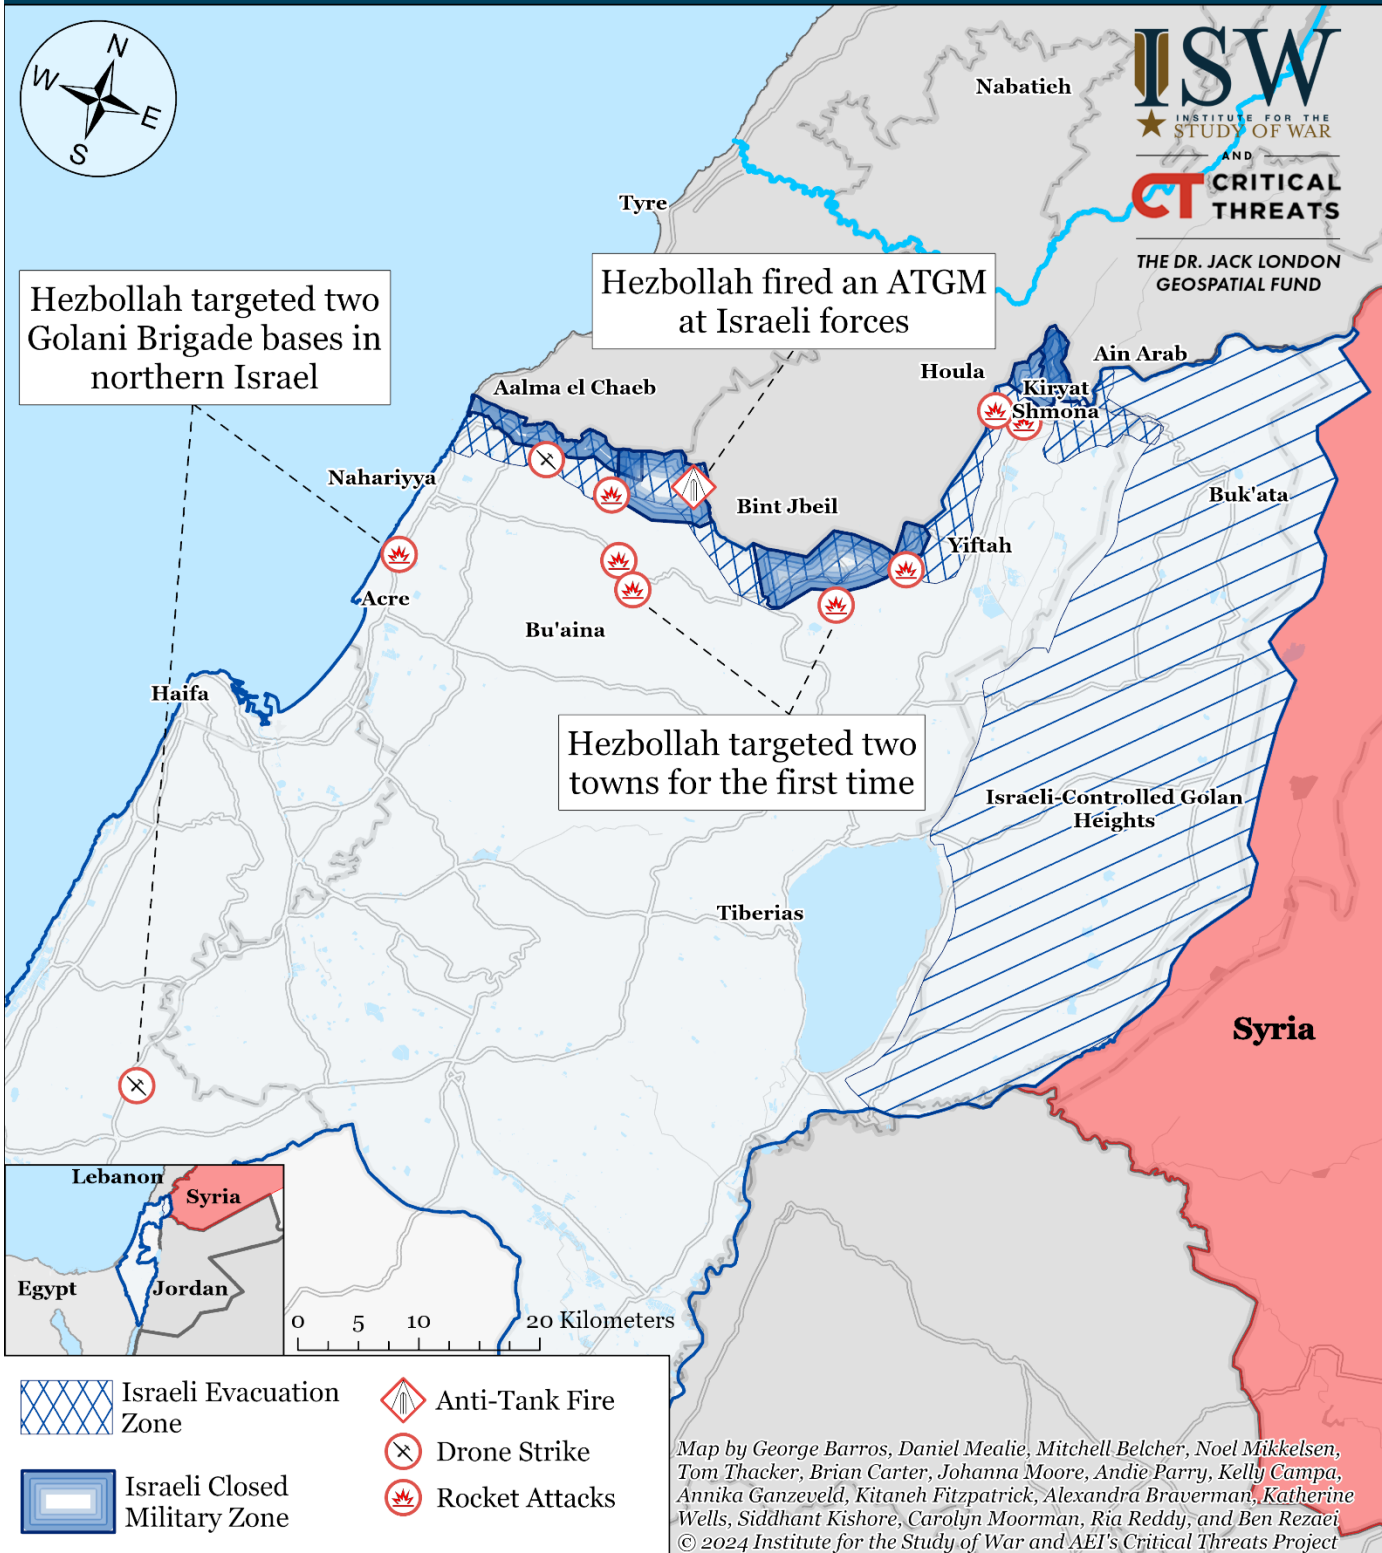 N
W
E
S
Nabatich
ISW
INSTITUTE FOR THE
STUDY OF WAR
AND
CT CRITICAL
THREATS
THE DR. JACK LONDON
GEOSPATIAL FUND
Tyre
Hezbollah targeted two
Golani Brigade bases in
northern Israel
Hezbollah fired an ATGM
at Israeli forces
Aalma el Chaeb
Houla
Ain Arab
Kiryat
Shmona
Nahariyya
Bint Jbeil
Buk'ata
Yiftah
Acre
Bu'aina
Haifa
Hezbollah targeted two
towns for the first time
Israeli-Controlled Golan
Heights
Tiberias
Syria
Lebanon
Syria
Egypt
Jordan
0 5 10 20 Kilometers
Israeli Evacuation
Zone
Israeli Closed
Military Zone
Anti-Tank Fire
Drone Strike
Rocket Attacks
Map by George Barros, Daniel Mealie, Mitchell Belcher, Noel Mikkelsen,
Tom Thacker, Brian Carter, Johanna Moore, Andie Parry, Kelly Campa,
Annika Ganzeveld, Kitaneh Fitzpatrick, Alexandra Braverman, Katherine
Wells, Siddhant Kishore, Carolyn Moorman, Ria Reddy, and Ben Rezaei
© 2024 Institute for the Study of War and AEI's Critical Threats Project